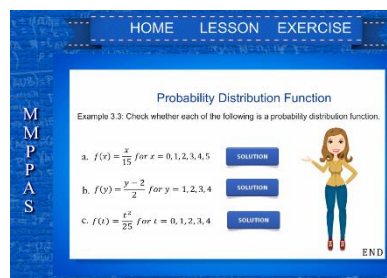 HOME LESSON EXERCISE
MMPPAS
Probability Distribution Function
Example 3.3: Check whether each of the following is a probability distribution function.
a. f(x) = x/15 for x = 0, 1, 2, 3, 4, 5 SOLUTION
b. f(y) = y − 2/2 for y = 1, 2, 3, 4 SOLUTION
c. f(t) = t²/25 for t = 0, 1, 2, 3, 4 SOLUTION
END